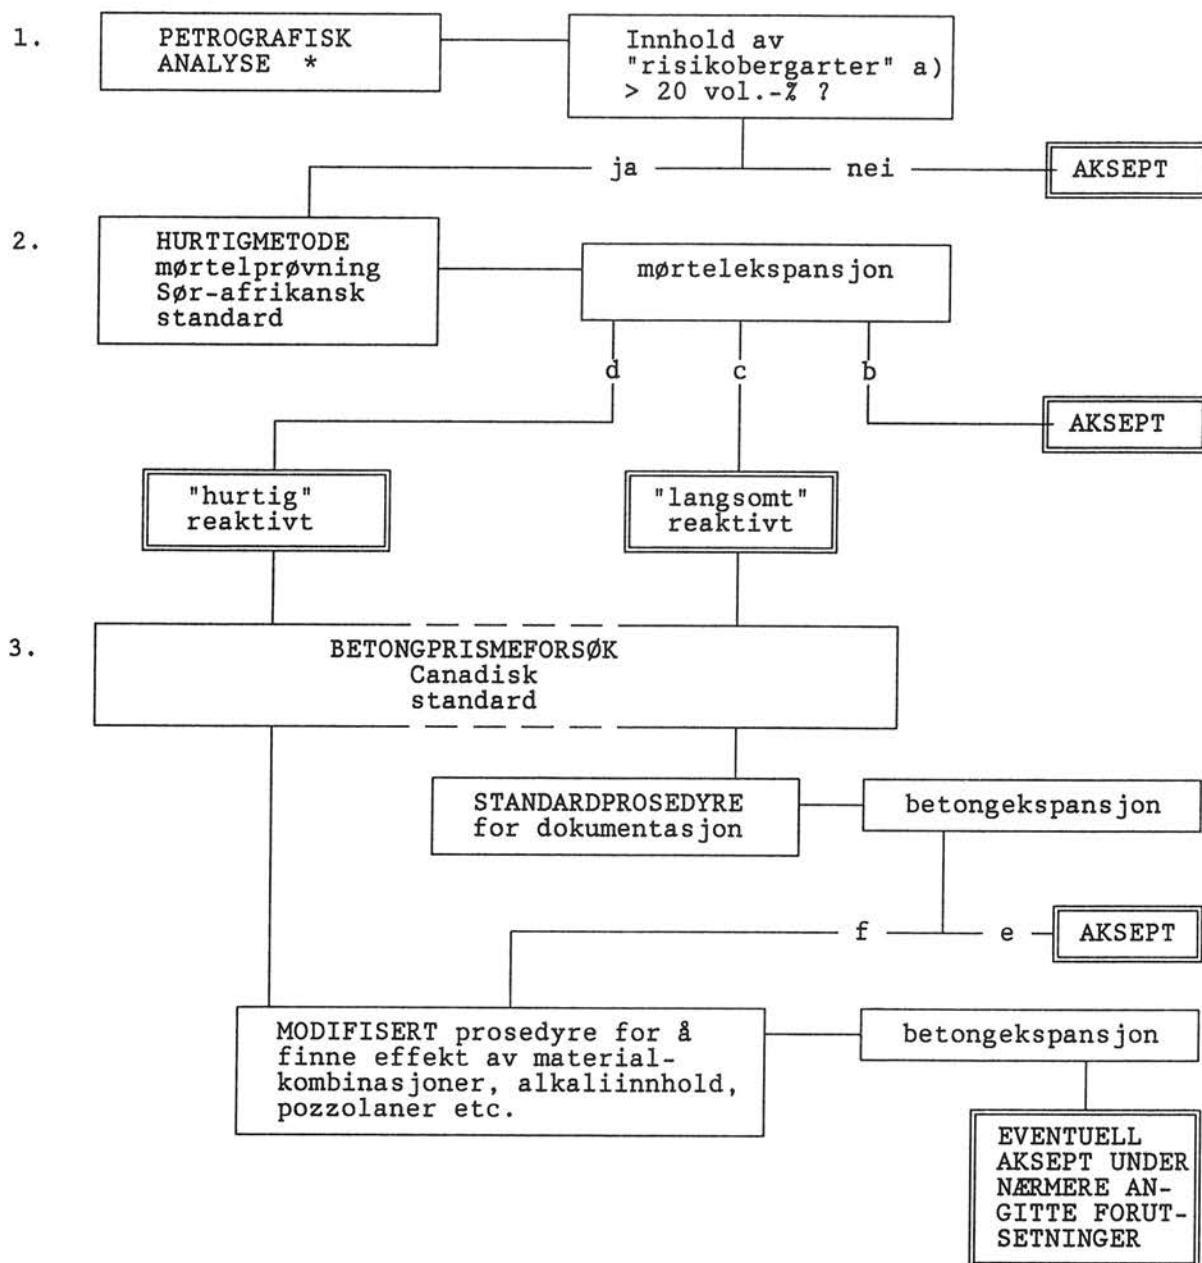 1.
PETROGRAFISK
ANALYSE *
Innhold av
"risikobergarter" a)
> 20 vol.-% ?
ja
nei
AKSEPT
2.
HURTIGMETODE
mørtelprøvning
Sør-afrikansk
standard
mørtelekspansjon
d
c
b
AKSEPT
"hurtig"
reaktivt
"langsomt"
reaktivt
3.
BETONGPRISMEFORSØK
Canadisk
standard
STANDARDPROSEDYRE
for dokumentasjon
betongekspansjon
f
e
AKSEPT
MODIFISERT prosedyre for å
finne effekt av material-
kombinasjoner, alkaliinnhold,
pozzolaner etc.
betongekspansjon
EVENTUELL
AKSEPT UNDER
NÆRMERE AN-
GITTE FORUT-
SETNINGER